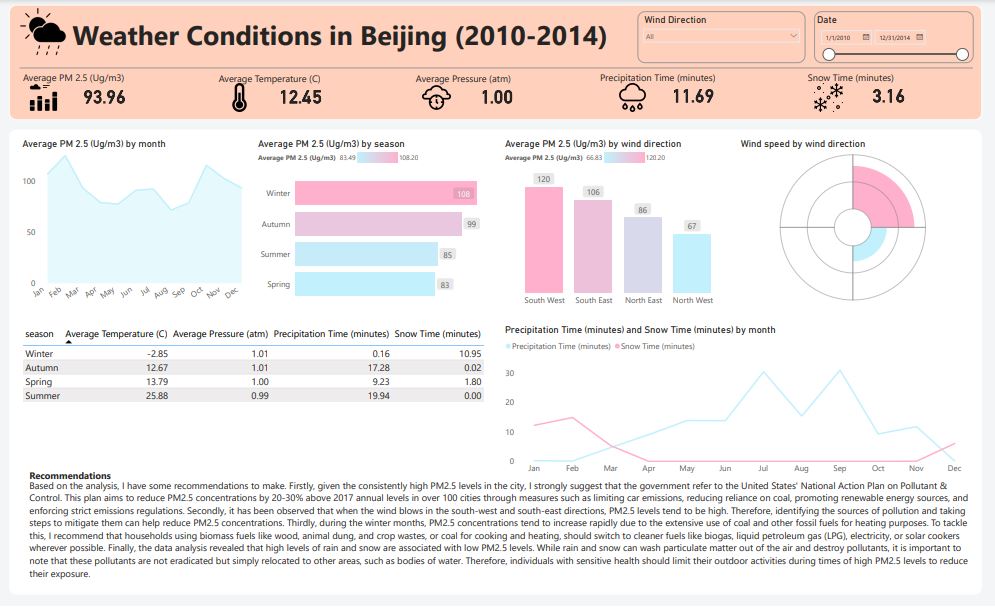 Weather Conditions in Beijing (2010-2014)
Wind Direction
All
Date
1/1/2010 12/31/2014
Average PM 2.5 (Ug/m3)
93.96
Average Temperature (C)
12.45
Average Pressure (atm)
1.00
Precipitation Time (minutes)
11.69
Snow Time (minutes)
3.16
Average PM 2.5 (Ug/m3) by month
100
50
0
Jan Feb Mar Apr May Jun Jul Aug Sep Oct Nov Dec
Average PM 2.5 (Ug/m3) by season
Average PM 2.5 (Ug/m3) 83.49 108.20
Winter 108
Autumn 99
Summer 85
Spring 83
Average PM 2.5 (Ug/m3) by wind direction
Average PM 2.5 (Ug/m3) 66.83 120.20
120 106 86 67
South West South East North East North West
Wind speed by wind direction
season Average Temperature (C) Average Pressure (atm) Precipitation Time (minutes) Snow Time (minutes)
Winter -2.85 1.01 0.16 10.95
Autumn 12.67 1.01 17.28 0.02
Spring 13.79 1.00 9.23 1.80
Summer 25.88 0.99 19.94 0.00
Precipitation Time (minutes) and Snow Time (minutes) by month
Precipitation Time (minutes) Snow Time (minutes)
30
20
10
0
Jan Feb Mar Apr May Jun Jul Aug Sep Oct Nov Dec
Recommendations
Based on the analysis, I have some recommendations to make. Firstly, given the consistently high PM2.5 levels in the city, I strongly suggest that the government refer to the United States' National Action Plan on Pollutant &
Control. This plan aims to reduce PM2.5 concentrations by 20-30% above 2017 annual levels in over 100 cities through measures such as limiting car emissions, reducing reliance on coal, promoting renewable energy sources, and
enforcing strict emissions regulations. Secondly, it has been observed that when the wind blows in the south-west and south-east directions, PM2.5 levels tend to be high. Therefore, identifying the sources of pollution and taking
steps to mitigate them can help reduce PM2.5 concentrations. Thirdly, during the winter months, PM2.5 concentrations tend to increase rapidly due to the extensive use of coal and other fossil fuels for heating purposes. To tackle
this, I recommend that households using biomass fuels like wood, animal dung, and crop wastes, or coal for cooking and heating, should switch to cleaner fuels like biogas, liquid petroleum gas (LPG), electricity, or solar cookers
wherever possible. Finally, the data analysis revealed that high levels of rain and snow are associated with low PM2.5 levels. While rain and snow can wash particulate matter out of the air and destroy pollutants, it is important to
note that these pollutants are not eradicated but simply relocated to other areas, such as bodies of water. Therefore, individuals with sensitive health should limit their outdoor activities during times of high PM2.5 levels to reduce
their exposure.